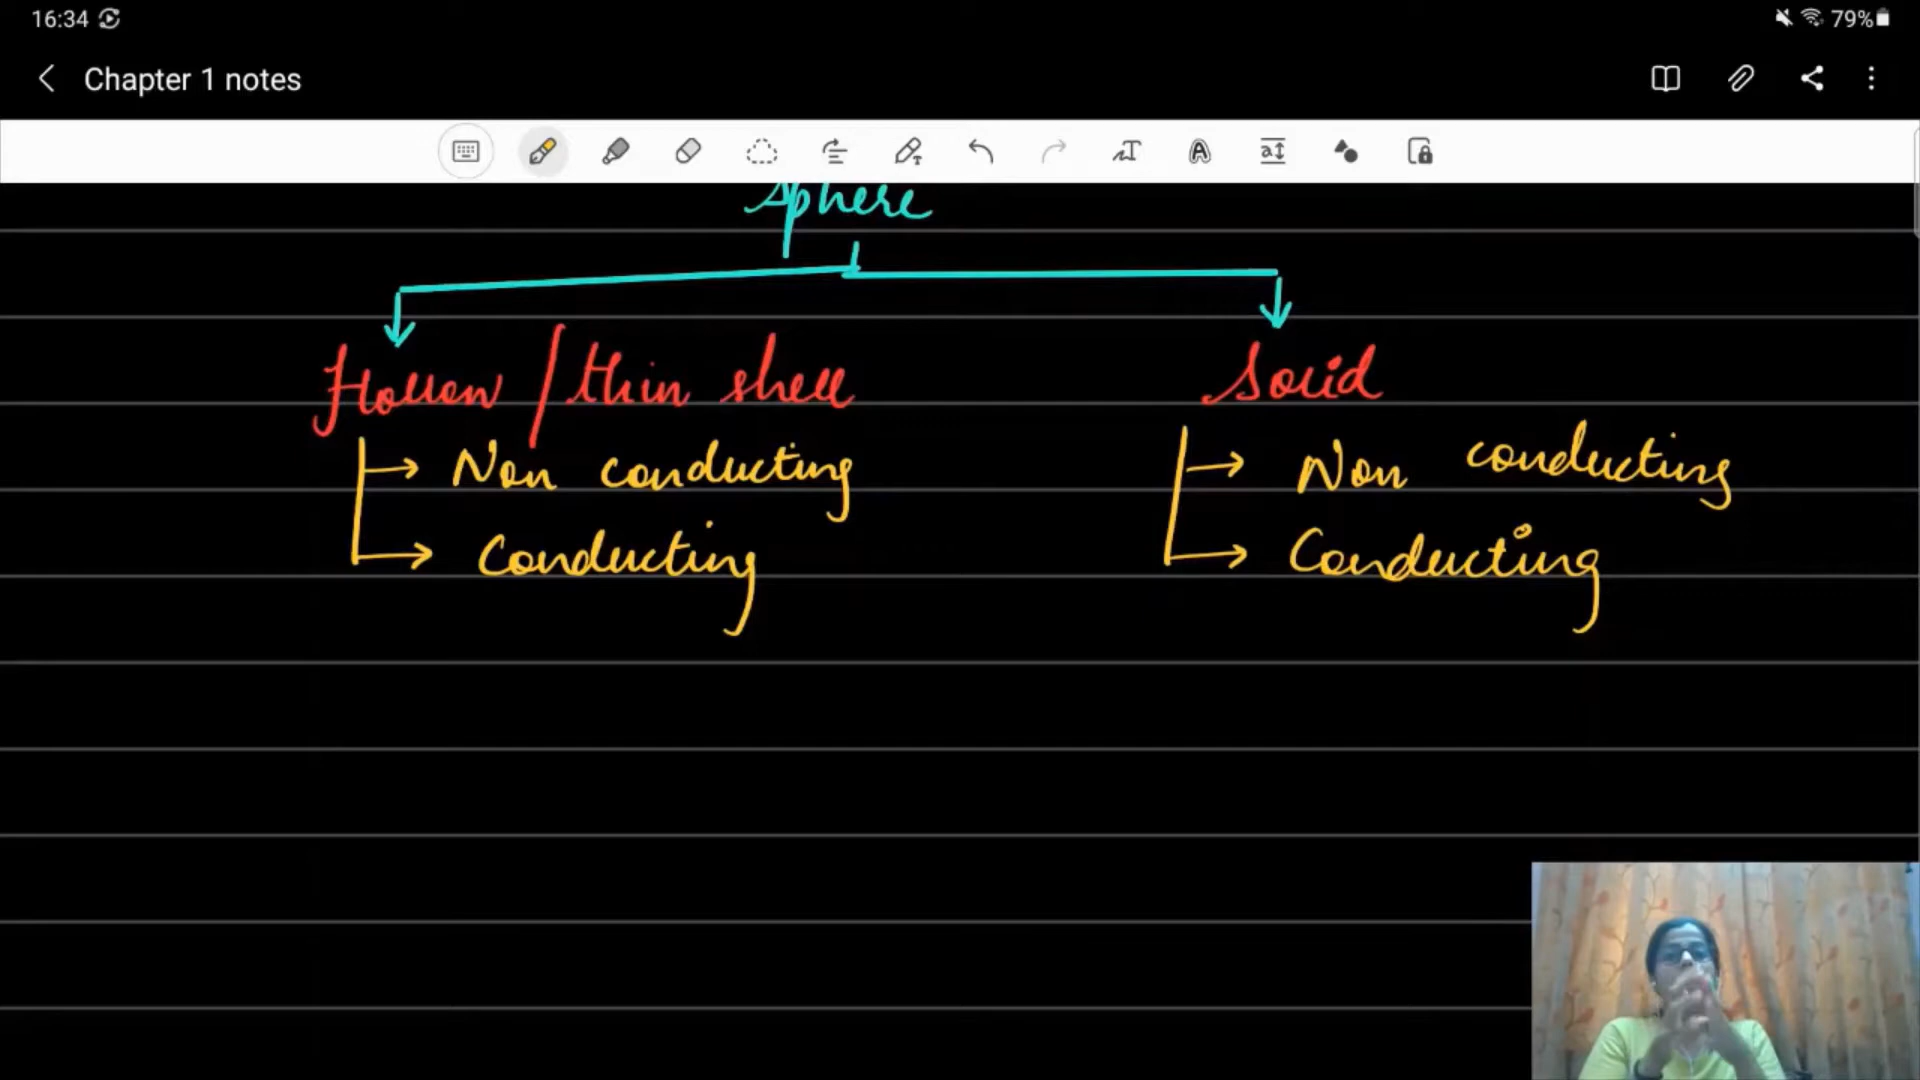 16:34 79%
Chapter 1 notes
Sphere
Hollow / thin shell Solid
Non conducting Non conducting
Conducting Conducting